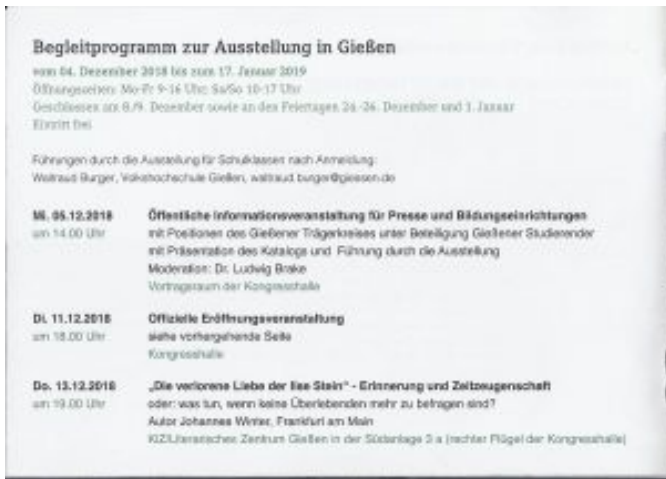 Begleitprogramm zur Ausstellung in Gießen
vom 04. Dezember 2018 bis zum 17. Januar 2019
Öffnungszeiten: Mo-Fr 9-16 Uhr; Sa/So 10-17 Uhr
Geschlossen am 8./9. Dezember sowie an den Feiertagen 24.-26. Dezember und 1. Januar
Eintritt frei
Führungen durch die Ausstellung für Schulklassen nach Anmeldung:
Waltraud Burger, Volkshochschule Gießen, waltraud.burger@giessen.de
Mi. 05.12.2018 Öffentliche Informationsveranstaltung für Presse und Bildungseinrichtungen
um 14.00 Uhr mit Positionen des Gießener Trägerkreises unter Beteiligung Gießener Studierender
mit Präsentation des Katalogs und Führung durch die Ausstellung
Moderation: Dr. Ludwig Brake
Vortragsraum der Kongresshalle
Di. 11.12.2018 Offizielle Eröffnungsveranstaltung
um 18.00 Uhr siehe vorhergehende Seite
Kongresshalle
Do. 13.12.2018 „Die verlorene Liebe der Ilse Stein“ - Erinnerung und Zeitzeugenschaft
um 19.00 Uhr oder: was tun, wenn keine Überlebenden mehr zu befragen sind?
Autor Johannes Winter, Frankfurt am Main
KiZ/Literarisches Zentrum Gießen in der Südanlage 3 a (rechter Flügel der Kongresshalle)